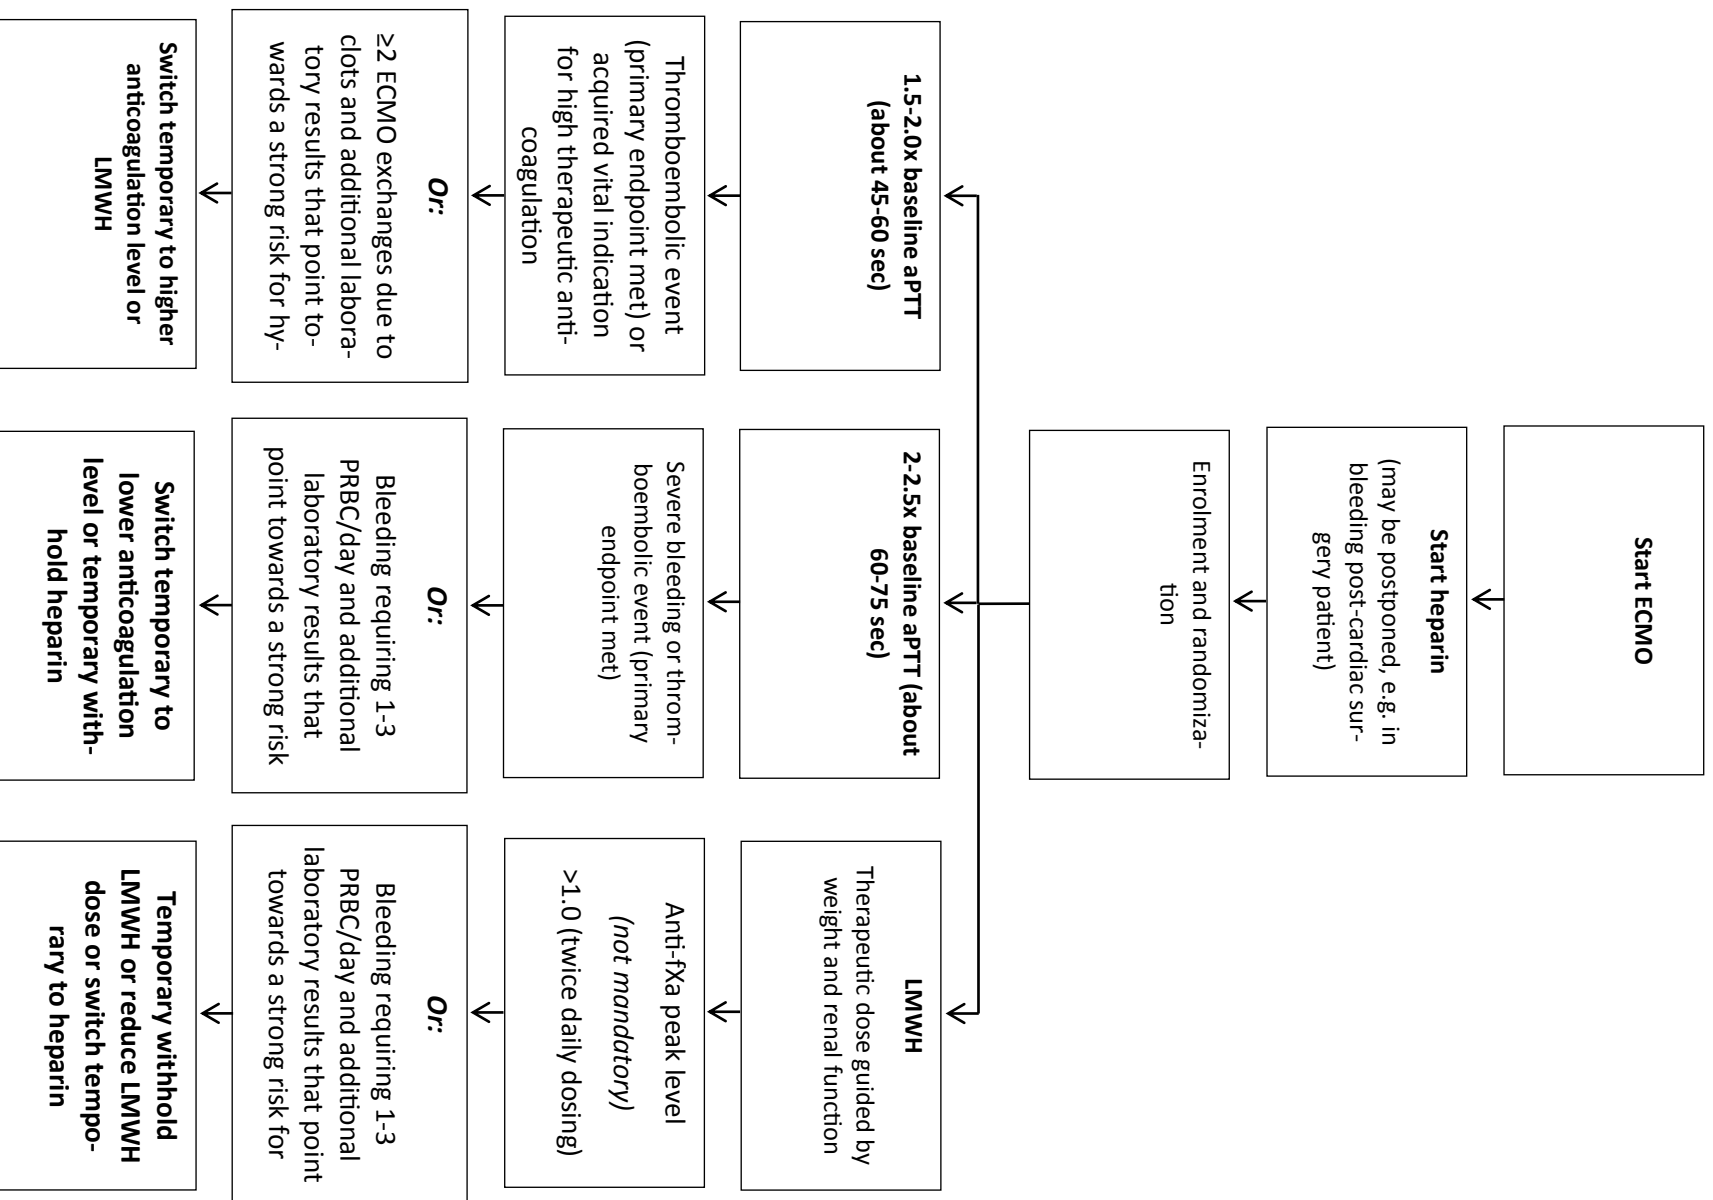 Start ECMO
Start heparin
(may be postponed, e.g. in
bleeding post-cardiac sur-
gery patient)
Enrolment and randomiza-
tion
1.5-2.0x baseline aPTT
(about 45-60 sec)
Thromboembolic event
(primary endpoint met) or
acquired vital indication
for high therapeutic anti-
coagulation
Or:
≥2 ECMO exchanges due to
clots and additional labora-
tory results that point to-
wards a strong risk for hy-
Switch temporary to higher
anticoagulation level or
LMWH
2-2.5x baseline aPTT (about
60-75 sec)
Severe bleeding or throm-
boembolic event (primary
endpoint met)
Or:
Bleeding requiring 1-3
PRBC/day and additional
laboratory results that
point towards a strong risk
Switch temporary to
lower anticoagulation
level or temporary with-
hold heparin
LMWH
Therapeutic dose guided by
weight and renal function
Anti-fXa peak level
(not mandatory)
>1.0 (twice daily dosing)
Or:
Bleeding requiring 1-3
PRBC/day and additional
laboratory results that point
towards a strong risk for
Temporary withhold
LMWH or reduce LMWH
dose or switch tempo-
rary to heparin